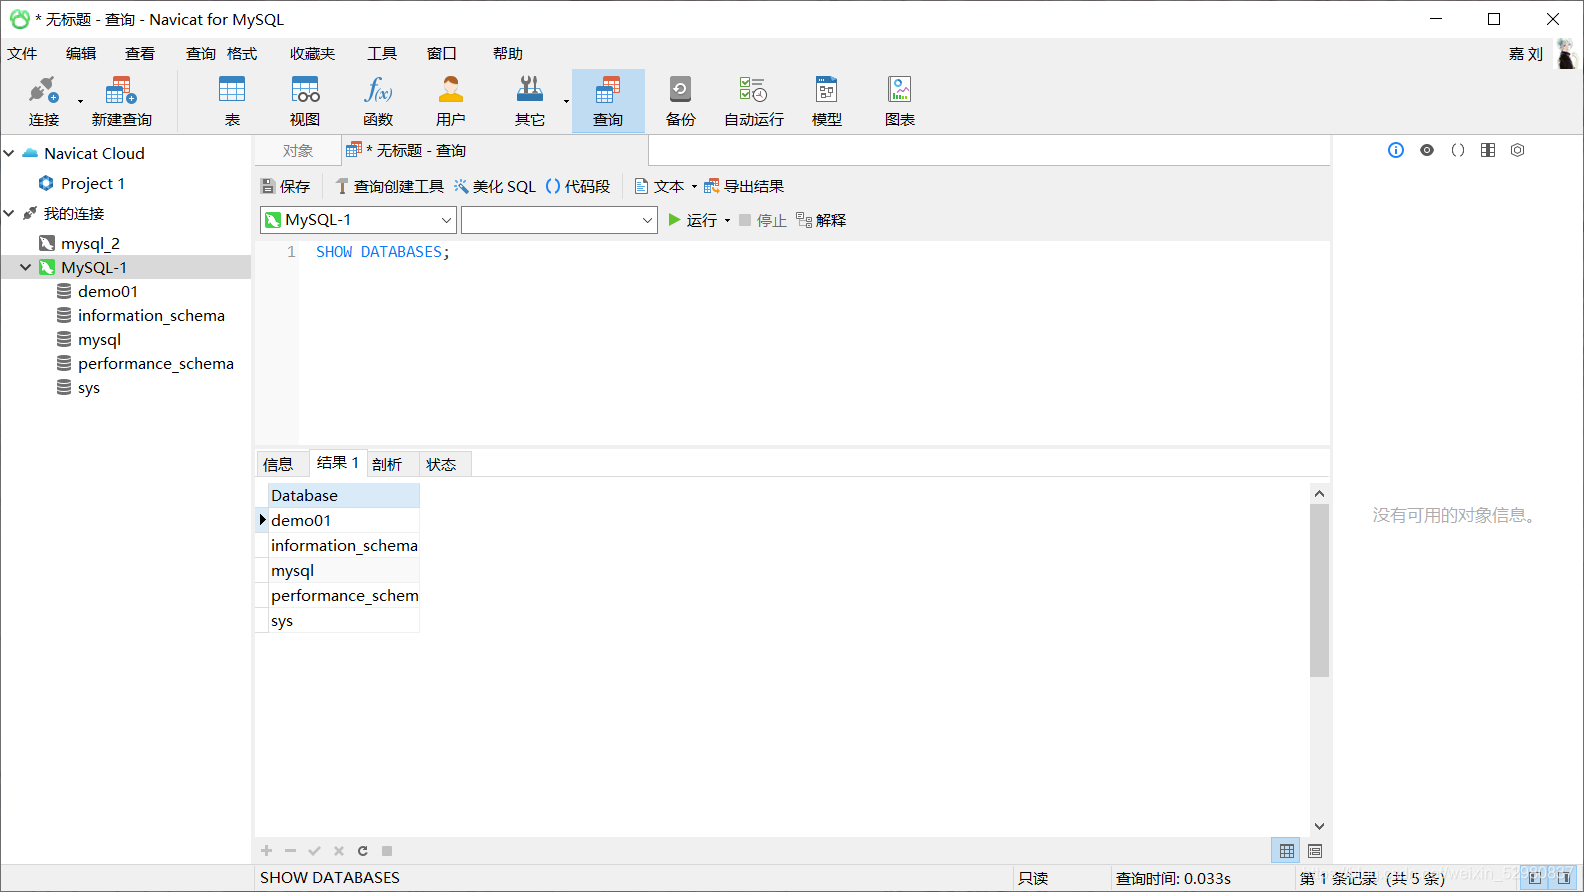 * 无标题 - 查询 - Navicat for MySQL
文件 编辑 查看 查询 格式 收藏夹 工具 窗口 帮助 嘉 刘
连接 新建查询 表 视图 函数 用户 其它 查询 备份 自动运行 模型 图表
Navicat Cloud
Project 1
我的连接
mysql_2
MySQL-1
demo01
information_schema
mysql
performance_schema
sys
对象 * 无标题 - 查询
保存 查询创建工具 美化 SQL () 代码段 文本 导出结果
MySQL-1 运行 停止 解释
1 SHOW DATABASES;
信息 结果 1 剖析 状态
Database
demo01
information_schema
mysql
performance_schem
sys
没有可用的对象信息。
SHOW DATABASES 只读 查询时间: 0.033s 第 1 条记录 (共 5 条)